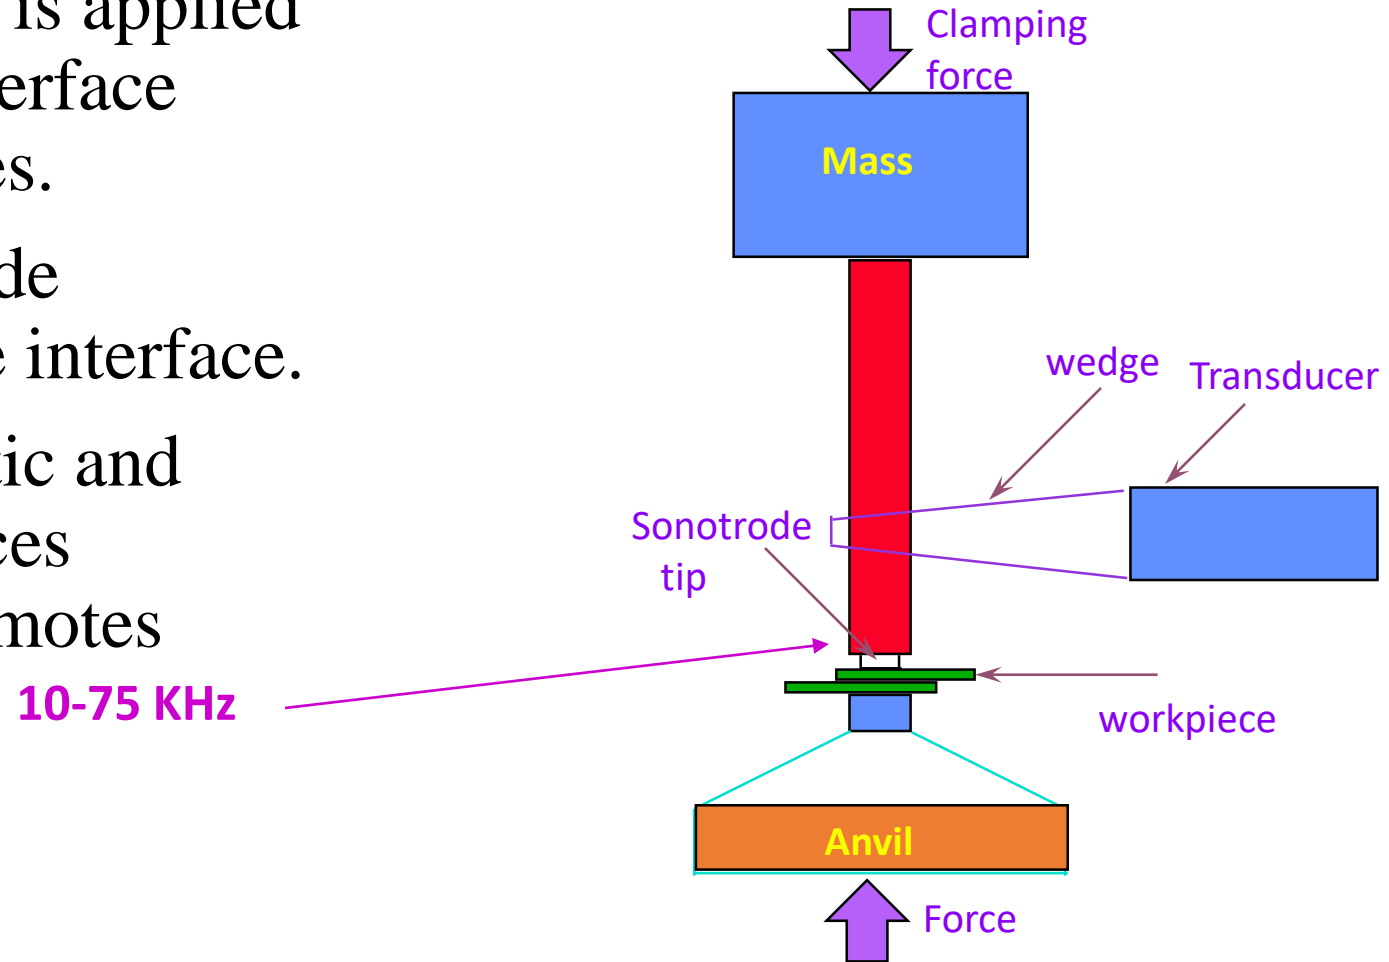 is applied
erface
es.
de
e interface.
tic and
ces
motes
10-75 KHz
Clamping
force
Mass
wedge
Transducer
Sonotrode
tip
workpiece
Anvil
Force